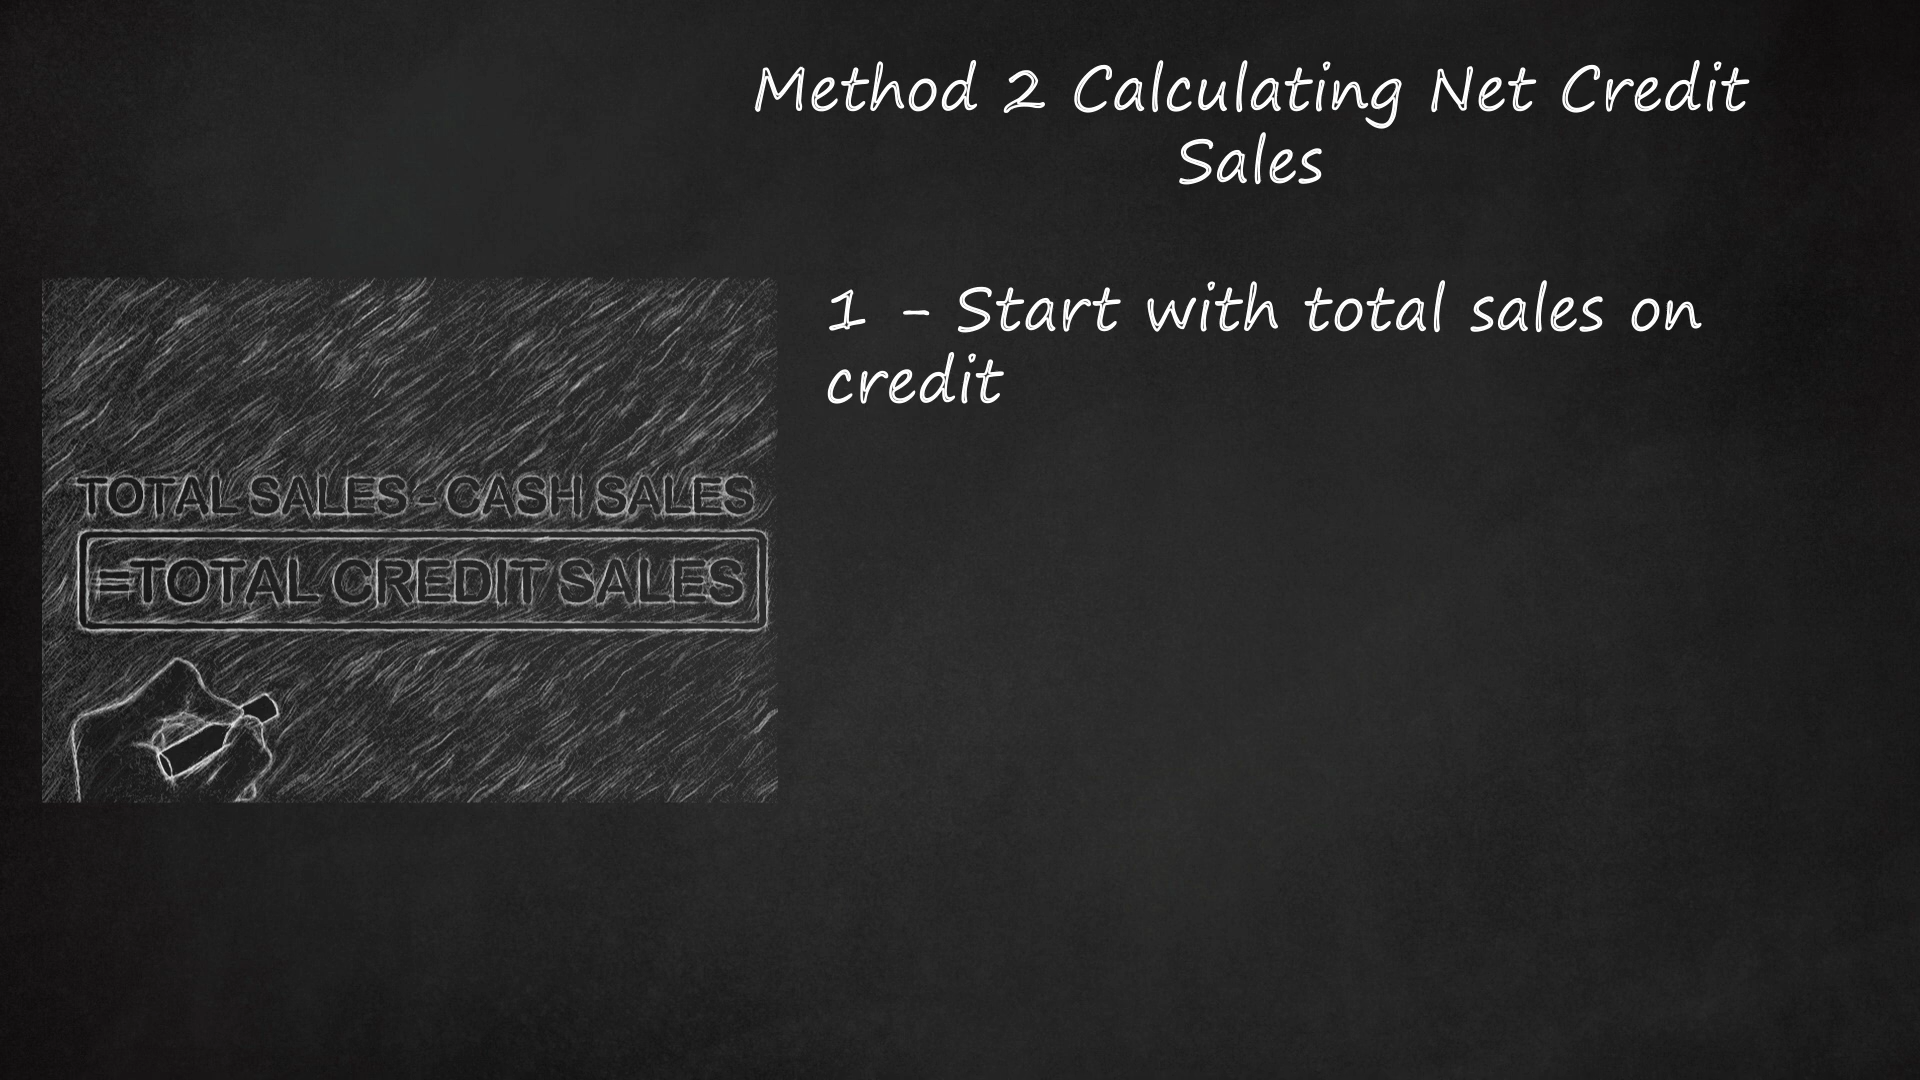 Method 2 Calculating Net Credit
Sales
1 - Start with total sales on
credit
TOTAL SALES - CASH SALES
=TOTAL CREDIT SALES